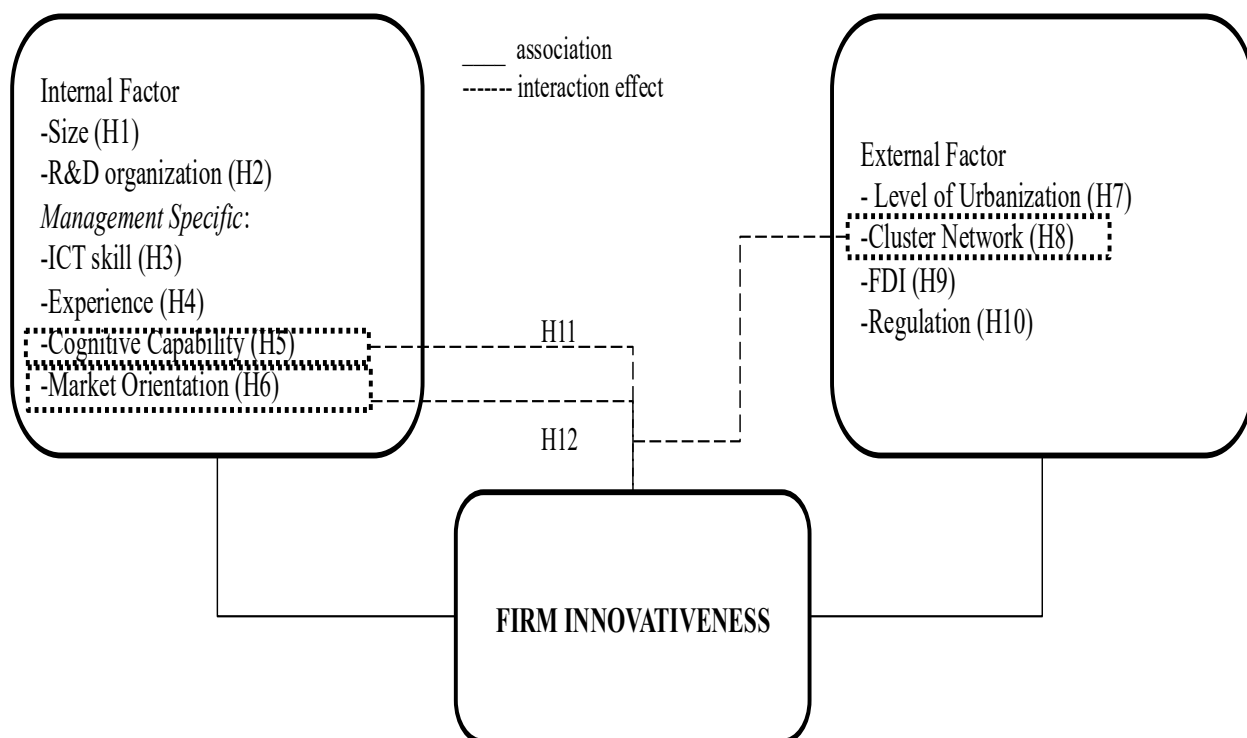 Internal Factor
-Size (H1)
-R&D organization (H2)
Management Specific:
-ICT skill (H3)
-Experience (H4)
-Cognitive Capability (H5)
-Market Orientation (H6)
association
interaction effect
H11
H12
External Factor
- Level of Urbanization (H7)
-Cluster Network (H8)
-FDI (H9)
-Regulation (H10)
FIRM INNOVATIVENESS